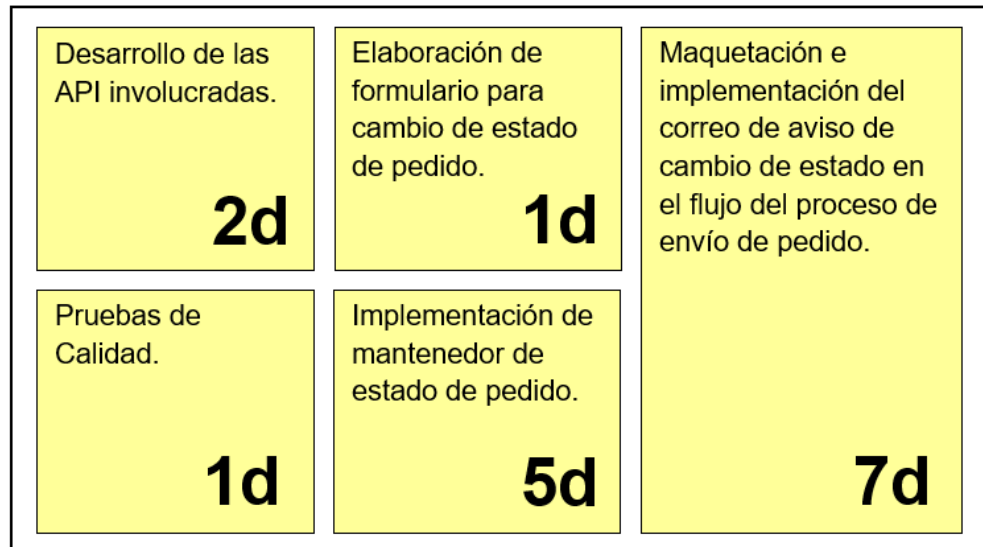 Desarrollo de las
API involucradas.
2d
Elaboración de
formulario para
cambio de estado
de pedido.
1d
Maquetación e
implementación del
correo de aviso de
cambio de estado en
el flujo del proceso de
envío de pedido.
7d
Pruebas de
Calidad.
1d
Implementación de
mantenedor de
estado de pedido.
5d